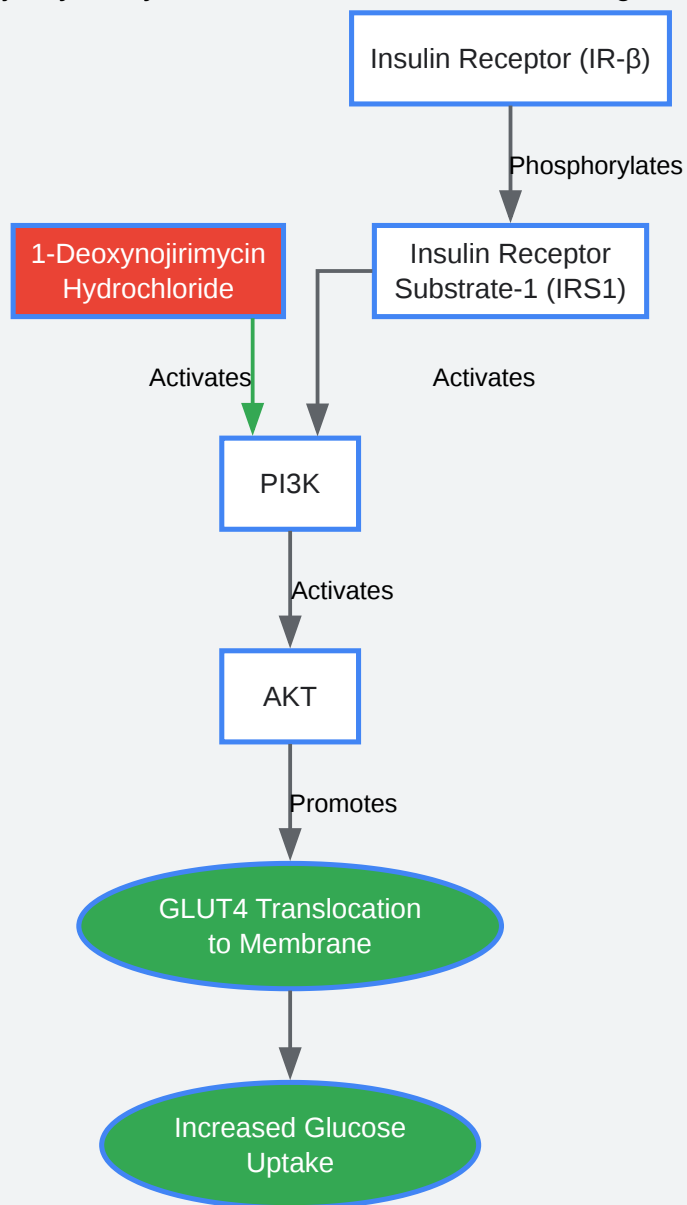 Insulin Receptor (IR-β)
Phosphorylates
1-Deoxynojirimycin
Hydrochloride
Insulin Receptor
Substrate-1 (IRS1)
Activates
Activates
PI3K
Activates
AKT
Promotes
GLUT4 Translocation
to Membrane
Increased Glucose
Uptake